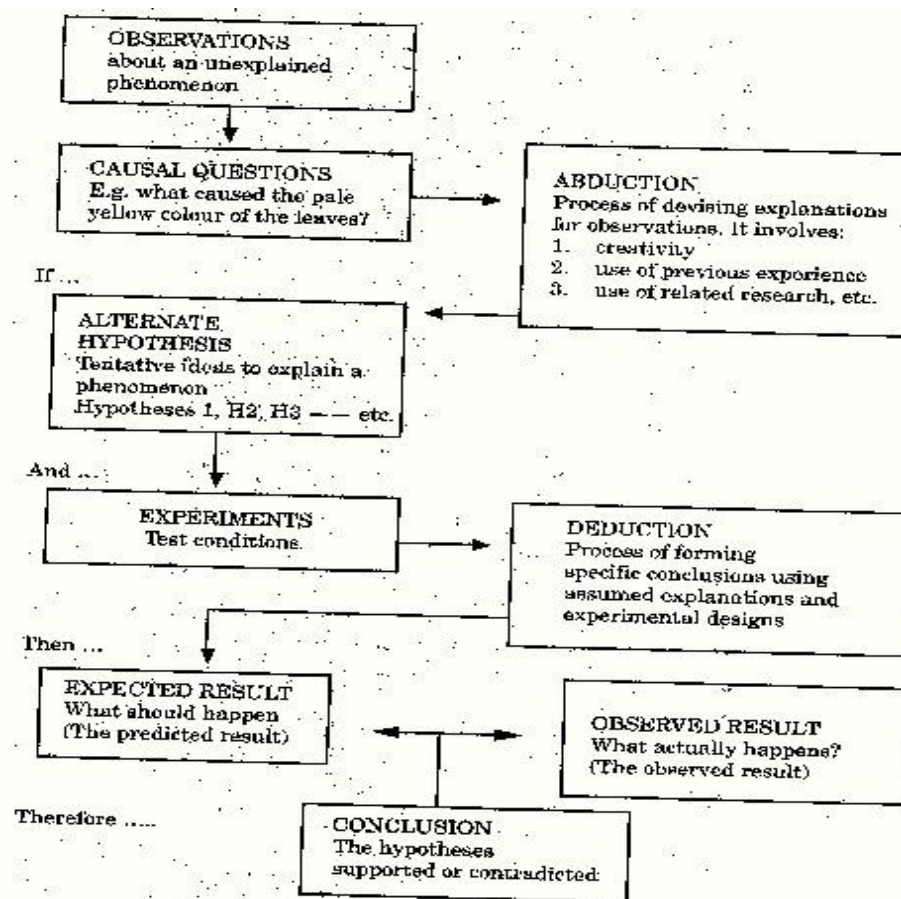 OBSERVATIONS
about an unexplained
phenomenon
CAUSAL QUESTIONS
E.g. what caused the pale
yellow colour of the leaves?
ABDUCTION
Process of devising explanations
for observations. It involves:
1. creativity
2. use of previous experience
3. use of related research, etc.
If ...
ALTERNATE
HYPOTHESIS
Tentative ideas to explain a
phenomenon
Hypotheses 1, H2, H3 — — etc.
And ...
EXPERIMENTS
Test conditions.
DEDUCTION
Process of forming
specific conclusions using
assumed explanations and
experimental designs
Then ...
EXPECTED RESULT
What should happen
(The predicted result)
OBSERVED RESULT
What actually happens?
(The observed result)
Therefore .....
CONCLUSION
The hypotheses
supported or contradicted